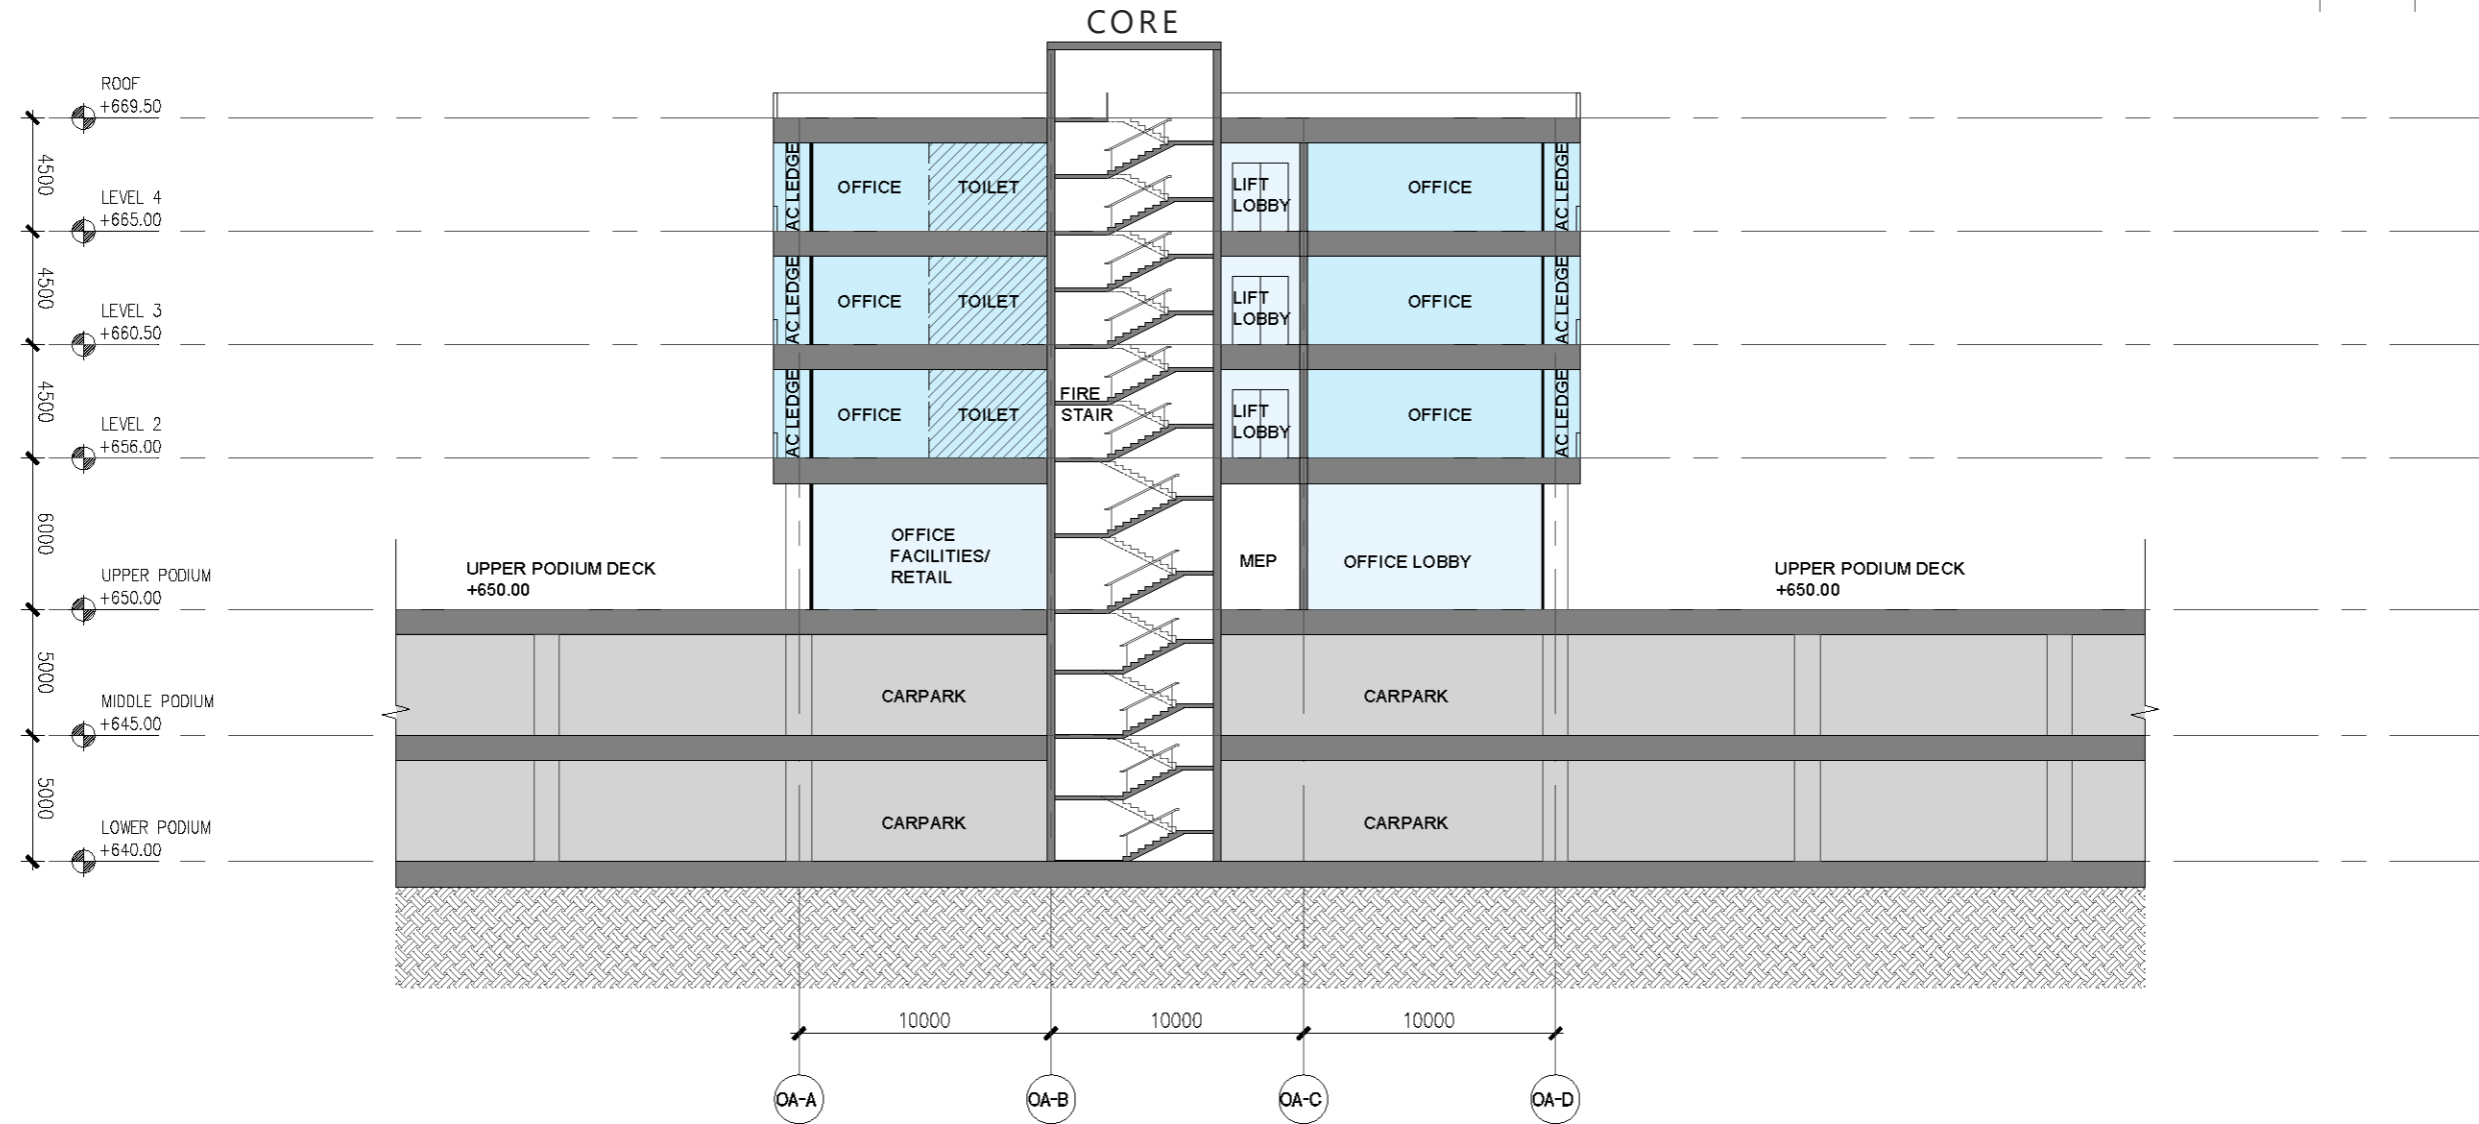 CORE
ROOF
+669.50
4500
LEVEL 4
+665.00
4500
LEVEL 3
+660.50
4500
LEVEL 2
+656.00
6000
UPPER PODIUM
+650.00
5000
MIDDLE PODIUM
+645.00
5000
LOWER PODIUM
+640.00
AC LEDGE
OFFICE
TOILET
LIFT
LOBBY
OFFICE
AC LEDGE
AC LEDGE
OFFICE
TOILET
LIFT
LOBBY
OFFICE
AC LEDGE
AC LEDGE
OFFICE
TOILET
FIRE
STAIR
LIFT
LOBBY
OFFICE
AC LEDGE
UPPER PODIUM DECK
+650.00
OFFICE
FACILITIES/
RETAIL
MEP
OFFICE LOBBY
UPPER PODIUM DECK
+650.00
CARPARK
CARPARK
CARPARK
CARPARK
10000
10000
10000
OA-A
OA-B
OA-C
OA-D